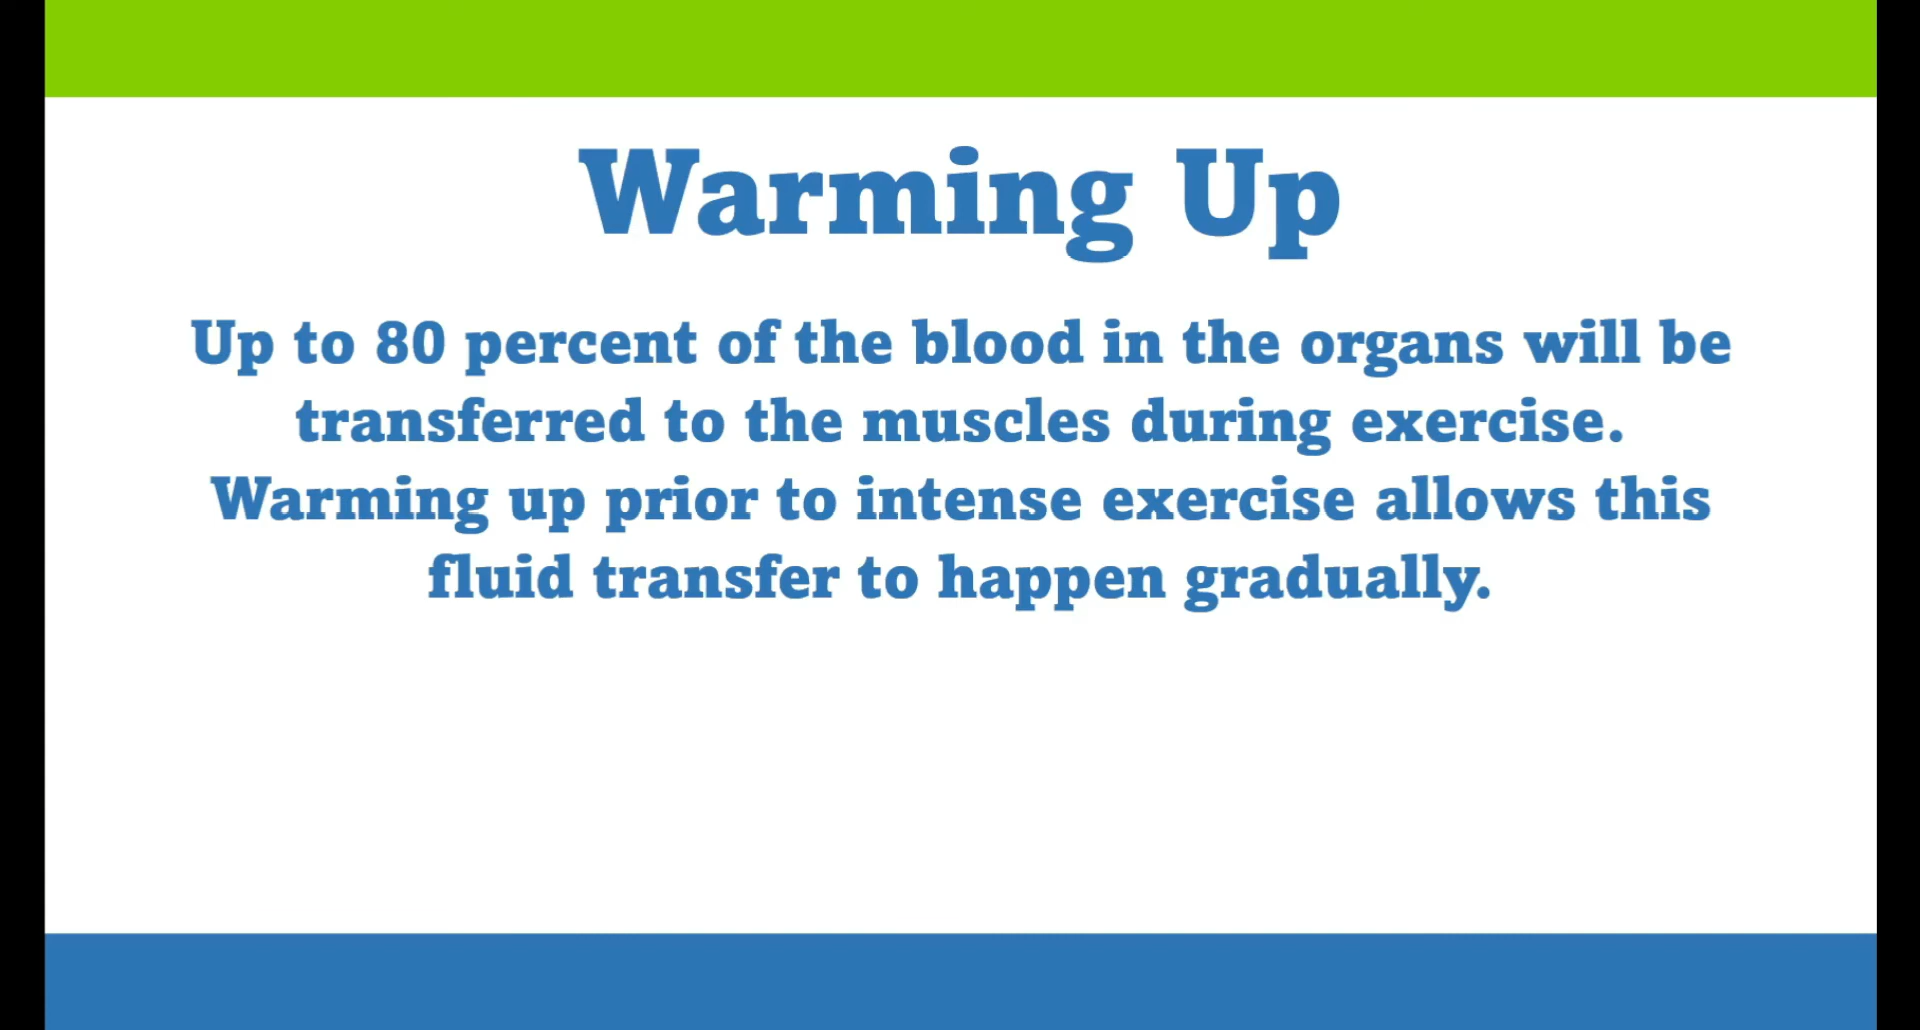 Warming Up
Up to 80 percent of the blood in the organs will be
transferred to the muscles during exercise.
Warming up prior to intense exercise allows this
fluid transfer to happen gradually.